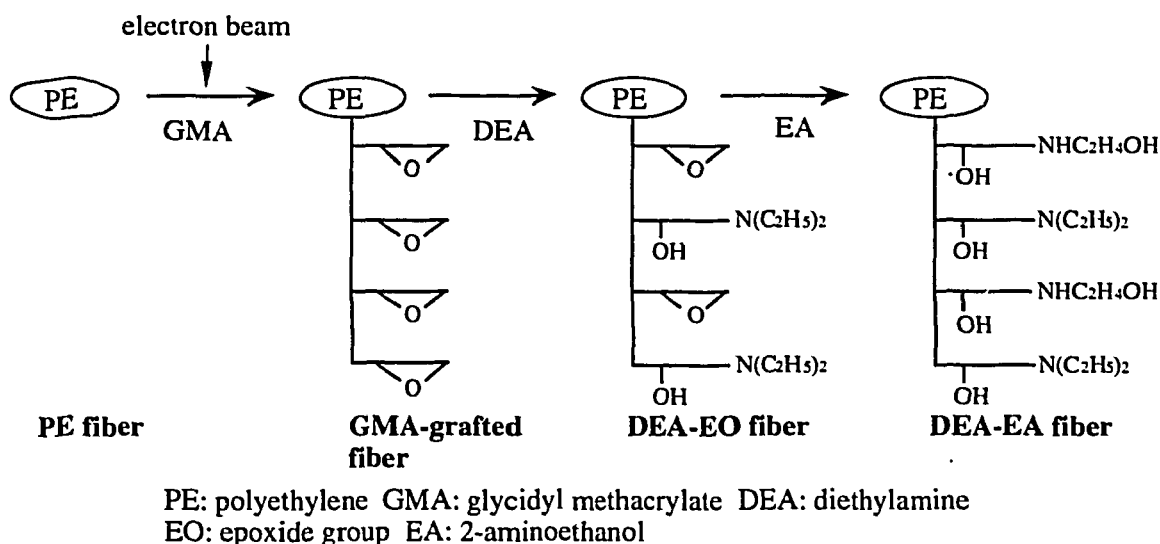 electron beam
PE
GMA
PE
O
O
O
O
DEA
PE
O
N(C2H5)2
OH
O
N(C2H5)2
OH
EA
PE
NHC2H4OH
OH
N(C2H5)2
OH
NHC2H4OH
OH
N(C2H5)2
OH
PE fiber
GMA-grafted
fiber
DEA-EO fiber
DEA-EA fiber
PE: polyethylene GMA: glycidyl methacrylate DEA: diethylamine
EO: epoxide group EA: 2-aminoethanol